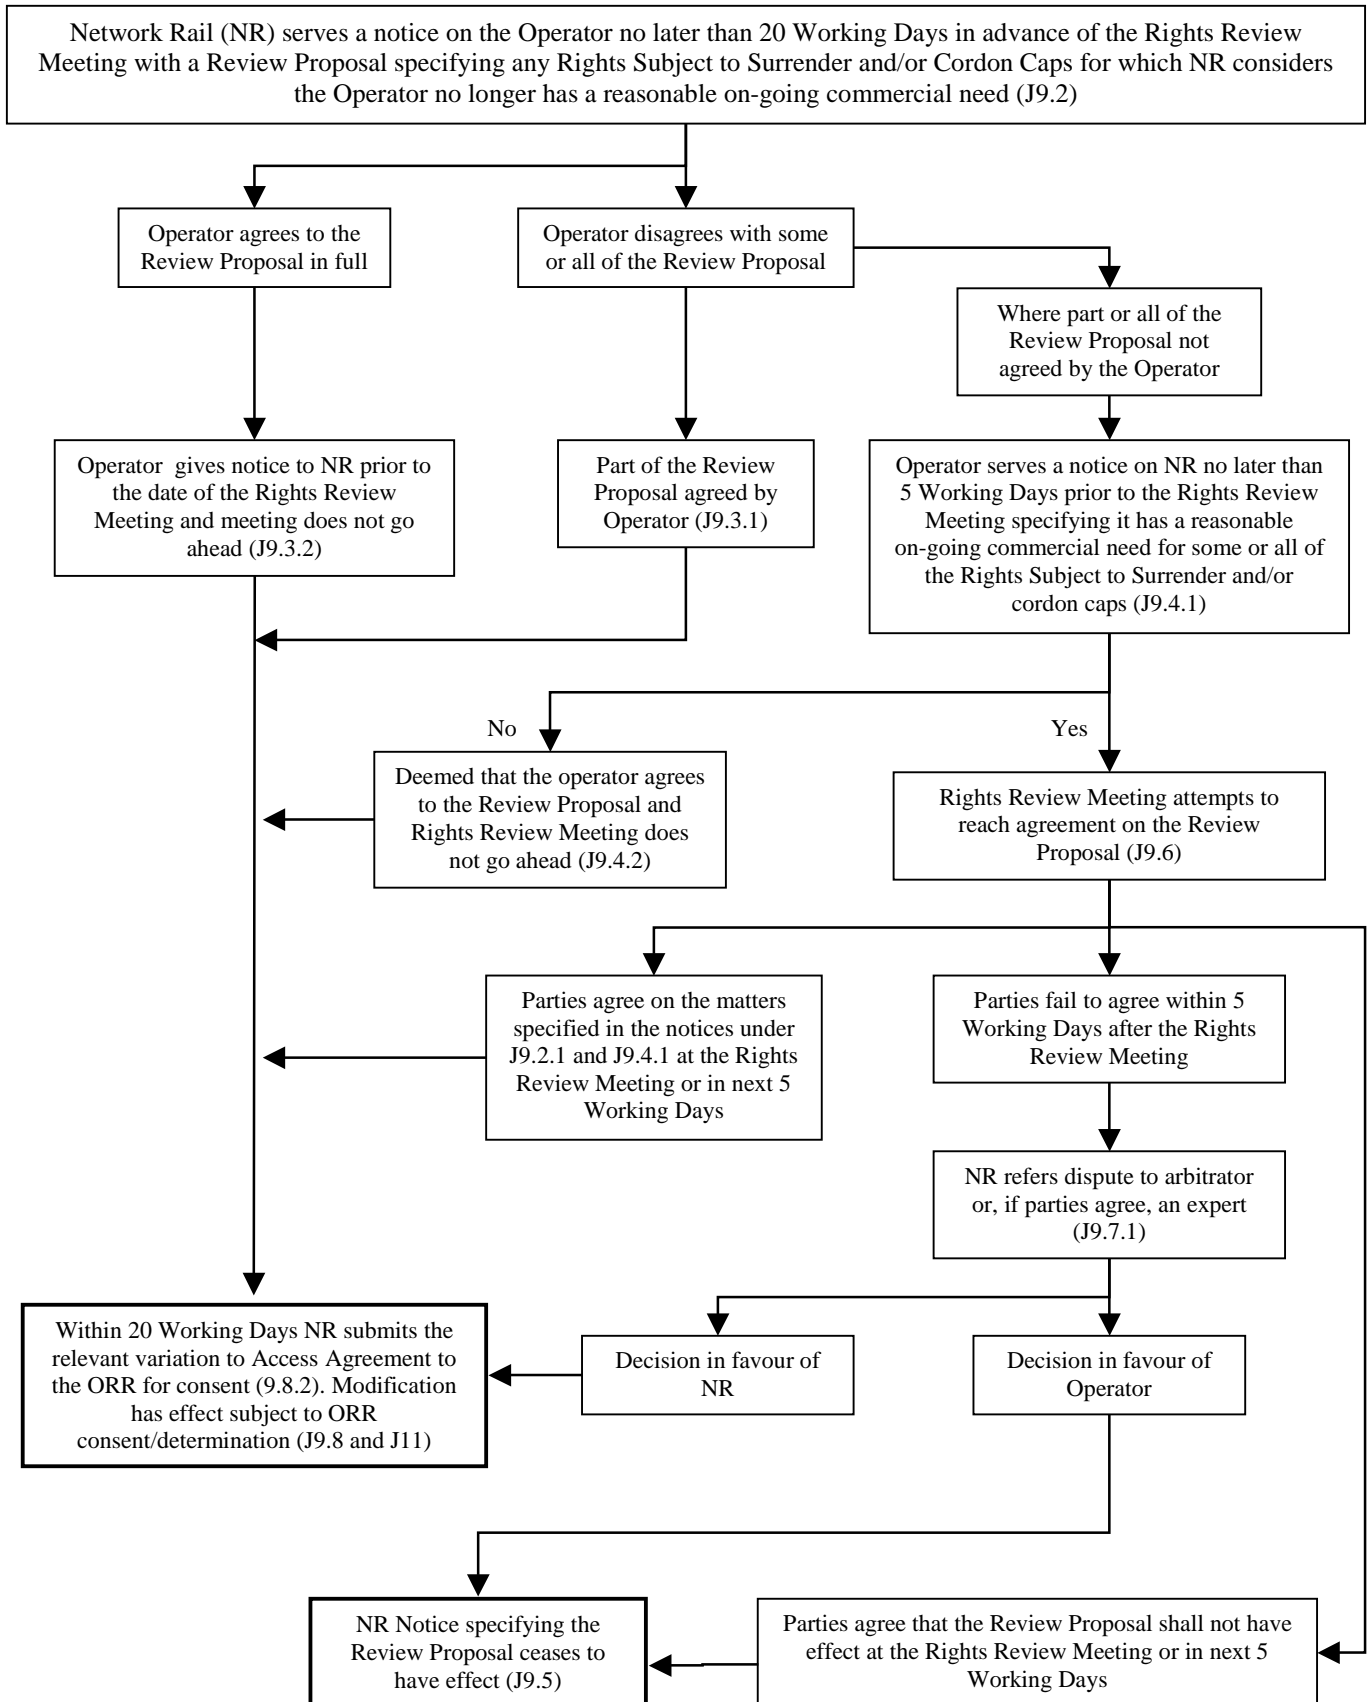 Network Rail (NR) serves a notice on the Operator no later than 20 Working Days in advance of the Rights Review
Meeting with a Review Proposal specifying any Rights Subject to Surrender and/or Cordon Caps for which NR considers
the Operator no longer has a reasonable on-going commercial need (J9.2)
Operator agrees to the
Review Proposal in full
Operator disagrees with some
or all of the Review Proposal
Where part or all of the
Review Proposal not
agreed by the Operator
Operator gives notice to NR prior to
the date of the Rights Review
Meeting and meeting does not go
ahead (J9.3.2)
Part of the Review
Proposal agreed by
Operator (J9.3.1)
Operator serves a notice on NR no later than
5 Working Days prior to the Rights Review
Meeting specifying it has a reasonable
on-going commercial need for some or all of
the Rights Subject to Surrender and/or
cordon caps (J9.4.1)
No
Yes
Deemed that the operator agrees
to the Review Proposal and
Rights Review Meeting does
not go ahead (J9.4.2)
Rights Review Meeting attempts to
reach agreement on the Review
Proposal (J9.6)
Parties agree on the matters
specified in the notices under
J9.2.1 and J9.4.1 at the Rights
Review Meeting or in next 5
Working Days
Parties fail to agree within 5
Working Days after the Rights
Review Meeting
NR refers dispute to arbitrator
or, if parties agree, an expert
(J9.7.1)
Within 20 Working Days NR submits the
relevant variation to Access Agreement to
the ORR for consent (9.8.2). Modification
has effect subject to ORR
consent/determination (J9.8 and J11)
Decision in favour of
NR
Decision in favour of
Operator
NR Notice specifying the
Review Proposal ceases to
have effect (J9.5)
Parties agree that the Review Proposal shall not have
effect at the Rights Review Meeting or in next 5
Working Days